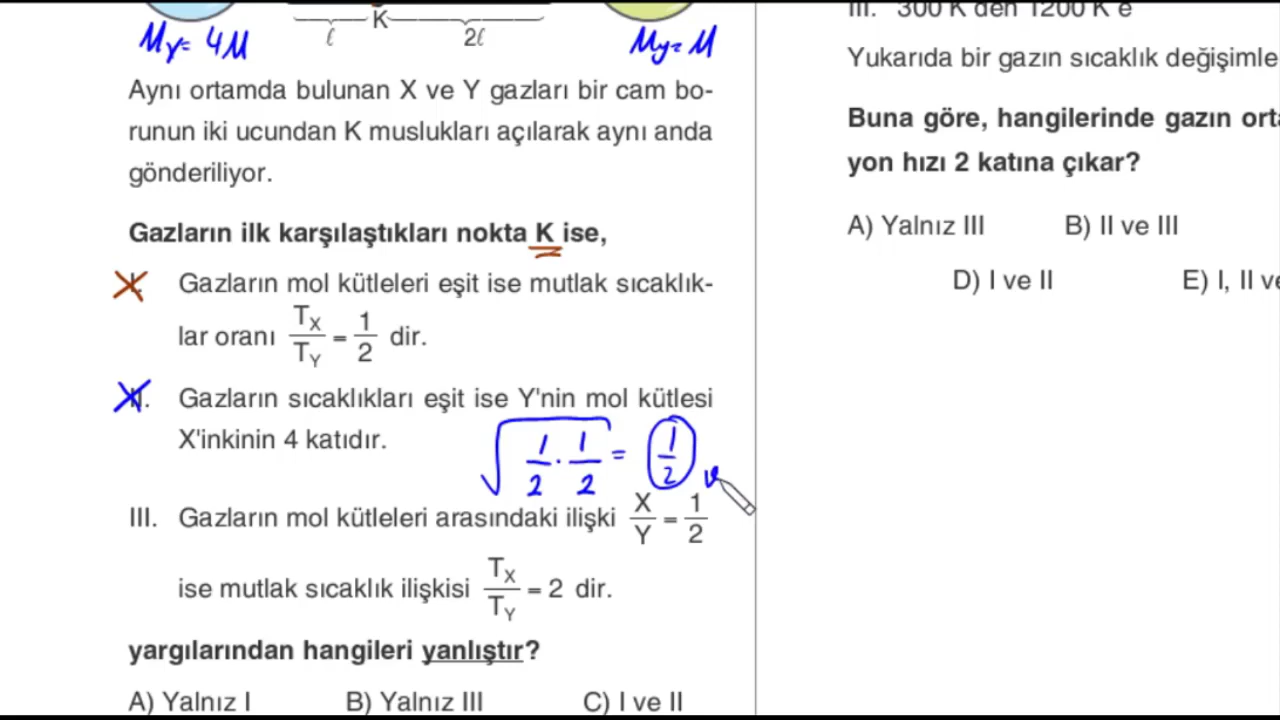 K
ℓ
2ℓ
My= 4M
My= M
Aynı ortamda bulunan X ve Y gazları bir cam bo-
runun iki ucundan K muslukları açılarak aynı anda
gönderiliyor.
Gazların ilk karşılaştıkları nokta K ise,
I. Gazların mol kütleleri eşit ise mutlak sıcaklık-
lar oranı TX/TY = 1/2 dir.
II. Gazların sıcaklıkları eşit ise Y'nin mol kütlesi
X'inkinin 4 katıdır.
√(1/2 · 1/2) = 1/2
III. Gazların mol kütleleri arasındaki ilişki X/Y = 1/2
ise mutlak sıcaklık ilişkisi TX/TY = 2 dir.
yargılarından hangileri yanlıştır?
A) Yalnız I B) Yalnız III C) I ve II
III. 300 K den 1200 K e
Yukarıda bir gazın sıcaklık değişimle
Buna göre, hangilerinde gazın orta
yon hızı 2 katına çıkar?
A) Yalnız III B) II ve III
D) I ve II E) I, II ve